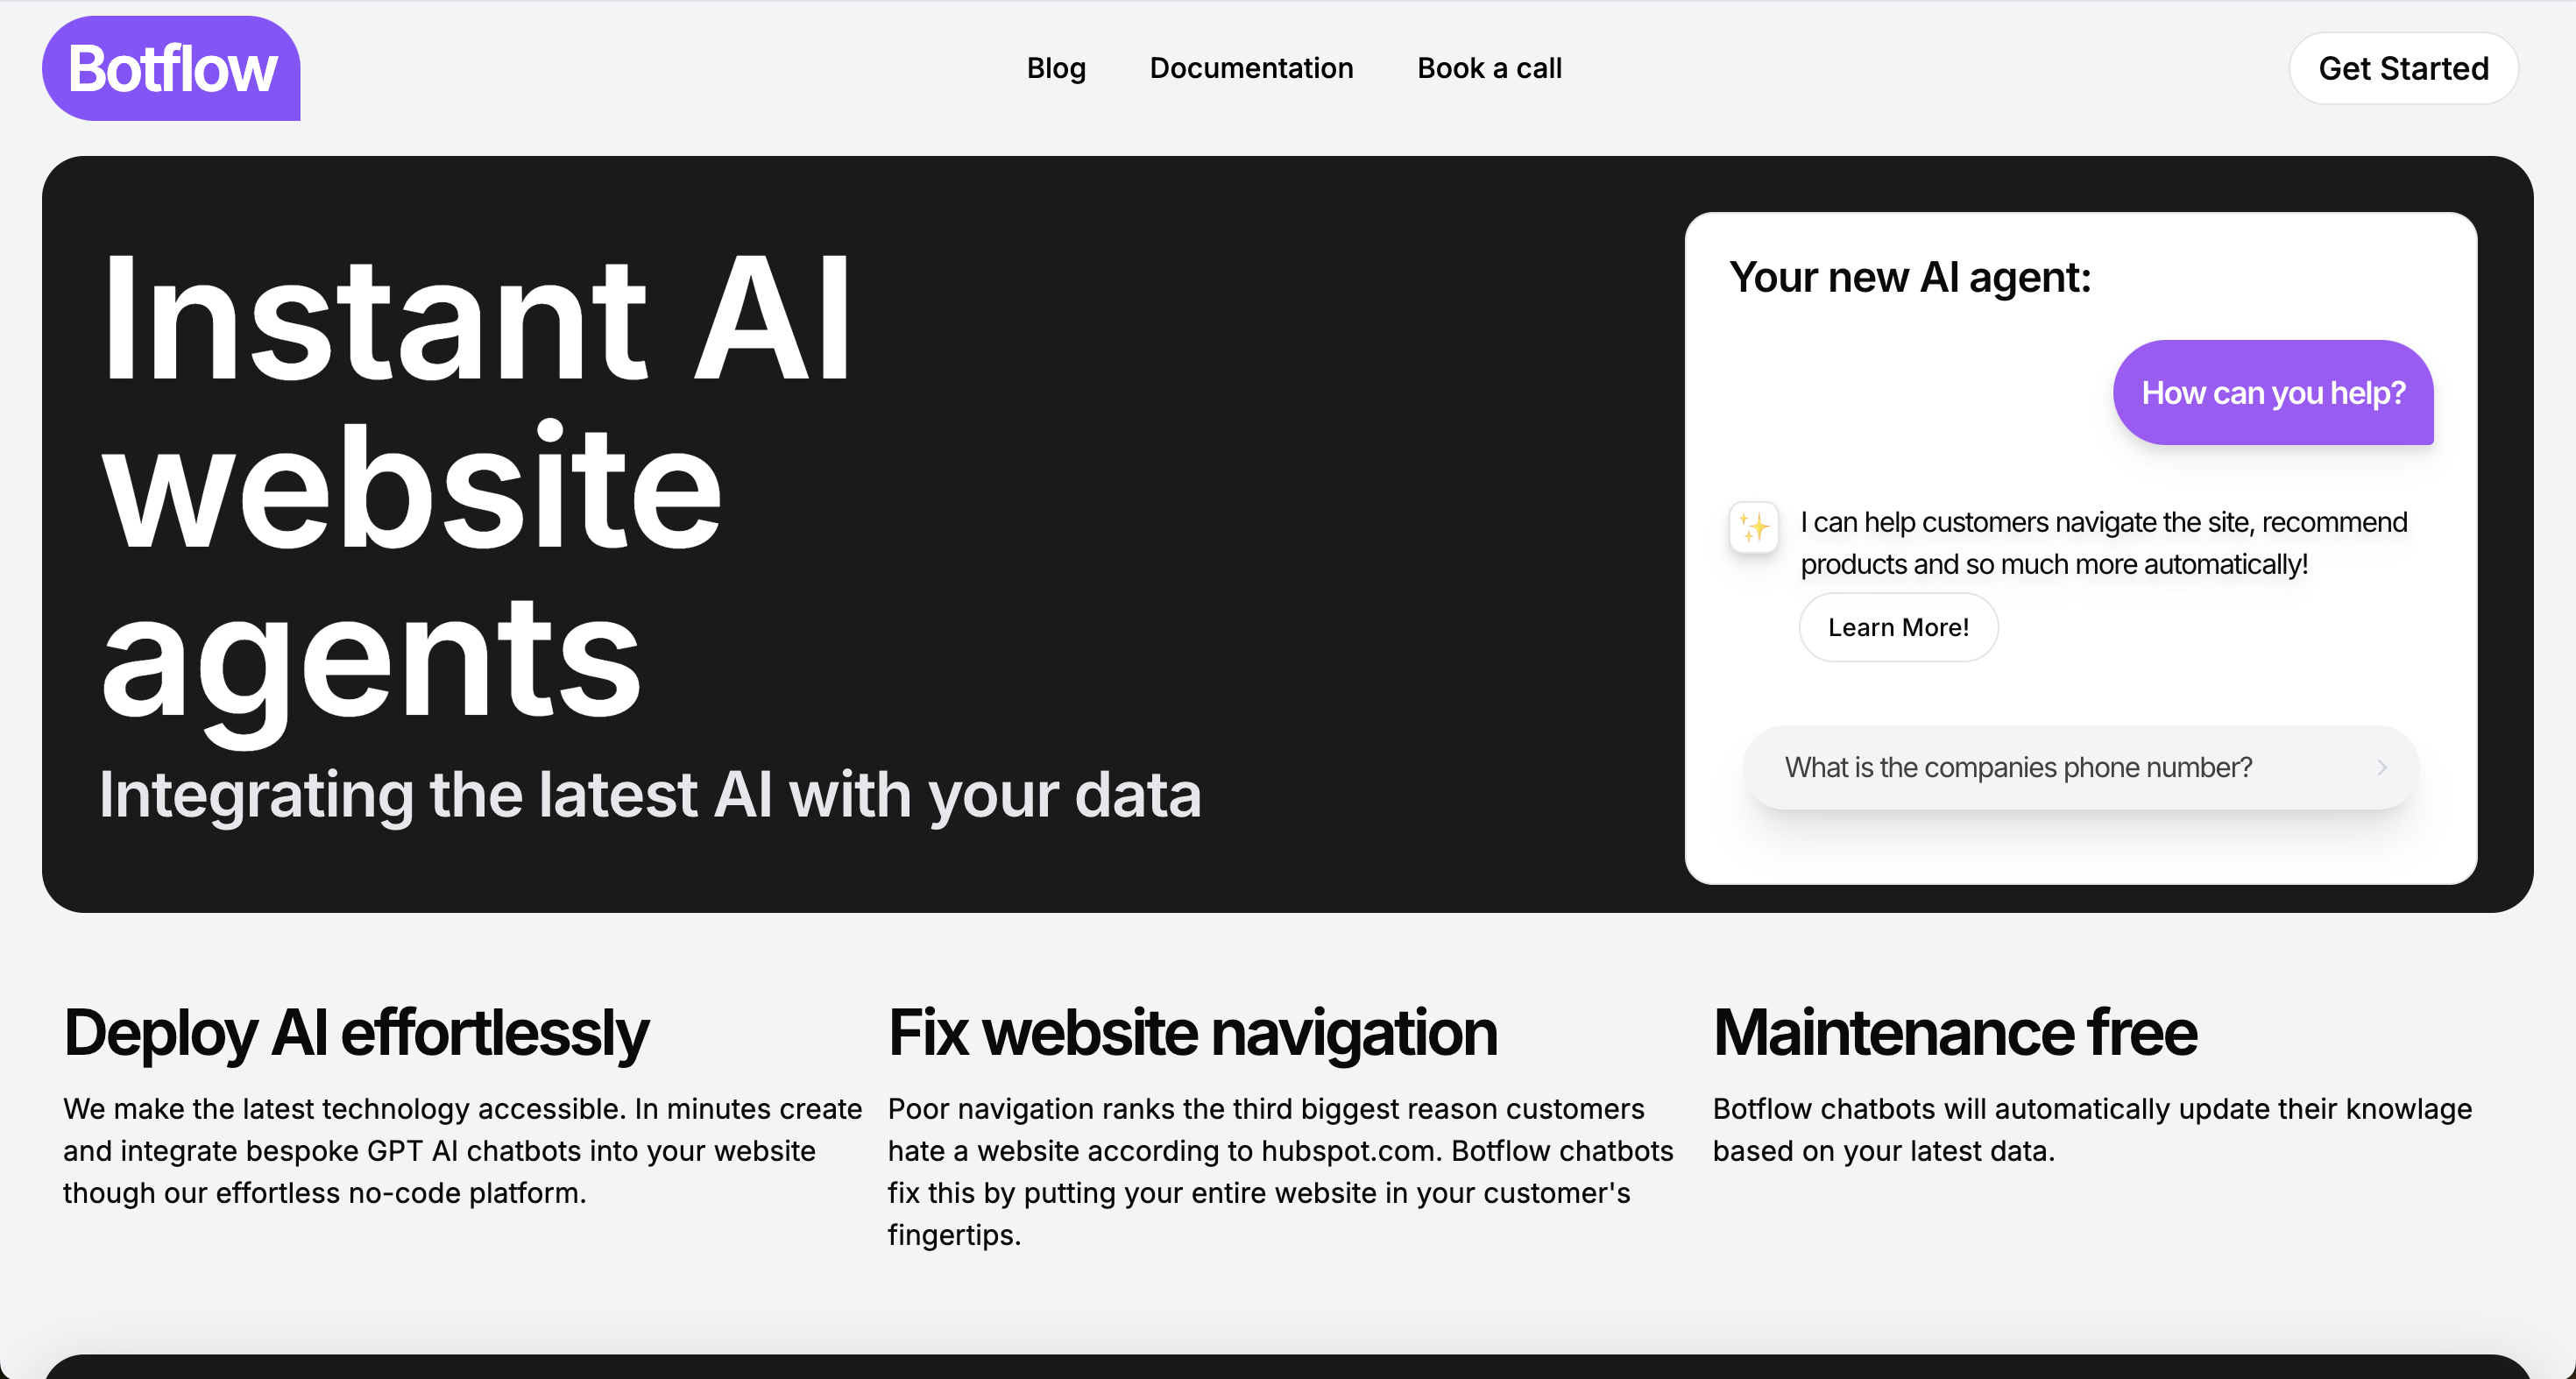 Botflow
Blog
Documentation
Book a call
Get Started
Instant AI
website
agents
Integrating the latest AI with your data
Your new AI agent:
How can you help?
I can help customers navigate the site, recommend
products and so much more automatically!
Learn More!
What is the companies phone number?
Deploy AI effortlessly
We make the latest technology accessible. In minutes create
and integrate bespoke GPT AI chatbots into your website
though our effortless no-code platform.
Fix website navigation
Poor navigation ranks the third biggest reason customers
hate a website according to hubspot.com. Botflow chatbots
fix this by putting your entire website in your customer's
fingertips.
Maintenance free
Botflow chatbots will automatically update their knowlage
based on your latest data.